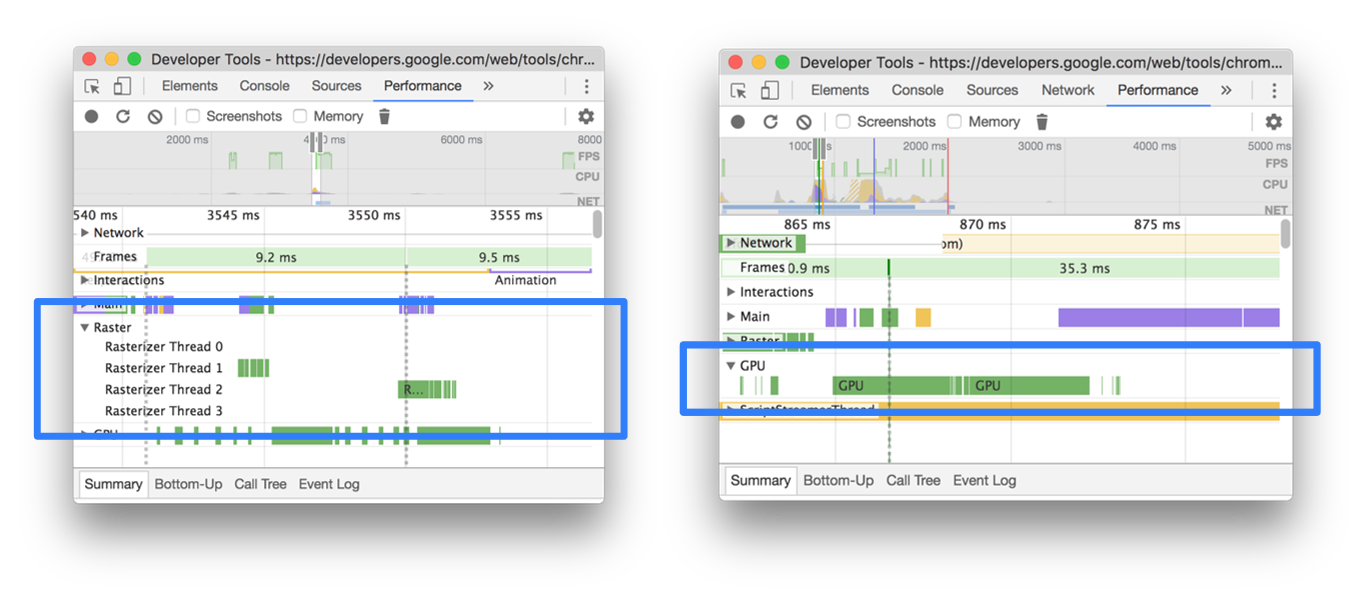 Developer Tools - https://developers.google.com/web/tools/chr...
Elements Console Sources Performance »
Screenshots Memory
2000 ms 6000 ms 8000
FPS
CPU
NET
540 ms 3545 ms 3550 ms 3555 ms
Network
Frames 9.2 ms 9.5 ms
Interactions Animation
Main
Raster
Rasterizer Thread 0
Rasterizer Thread 1
Rasterizer Thread 2 R...
Rasterizer Thread 3
GPU
Summary Bottom-Up Call Tree Event Log
Developer Tools - https://developers.google.com/web/tools/chrom...
Elements Console Sources Network Performance »
Screenshots Memory
2000 ms 3000 ms 4000 ms 5000 ms
FPS
CPU
NET
865 ms 870 ms 875 ms
Network om)
Frames 0.9 ms 35.3 ms
Interactions
Main
Raster
GPU
GPU GPU
ScriptStreamerThread
Summary Bottom-Up Call Tree Event Log